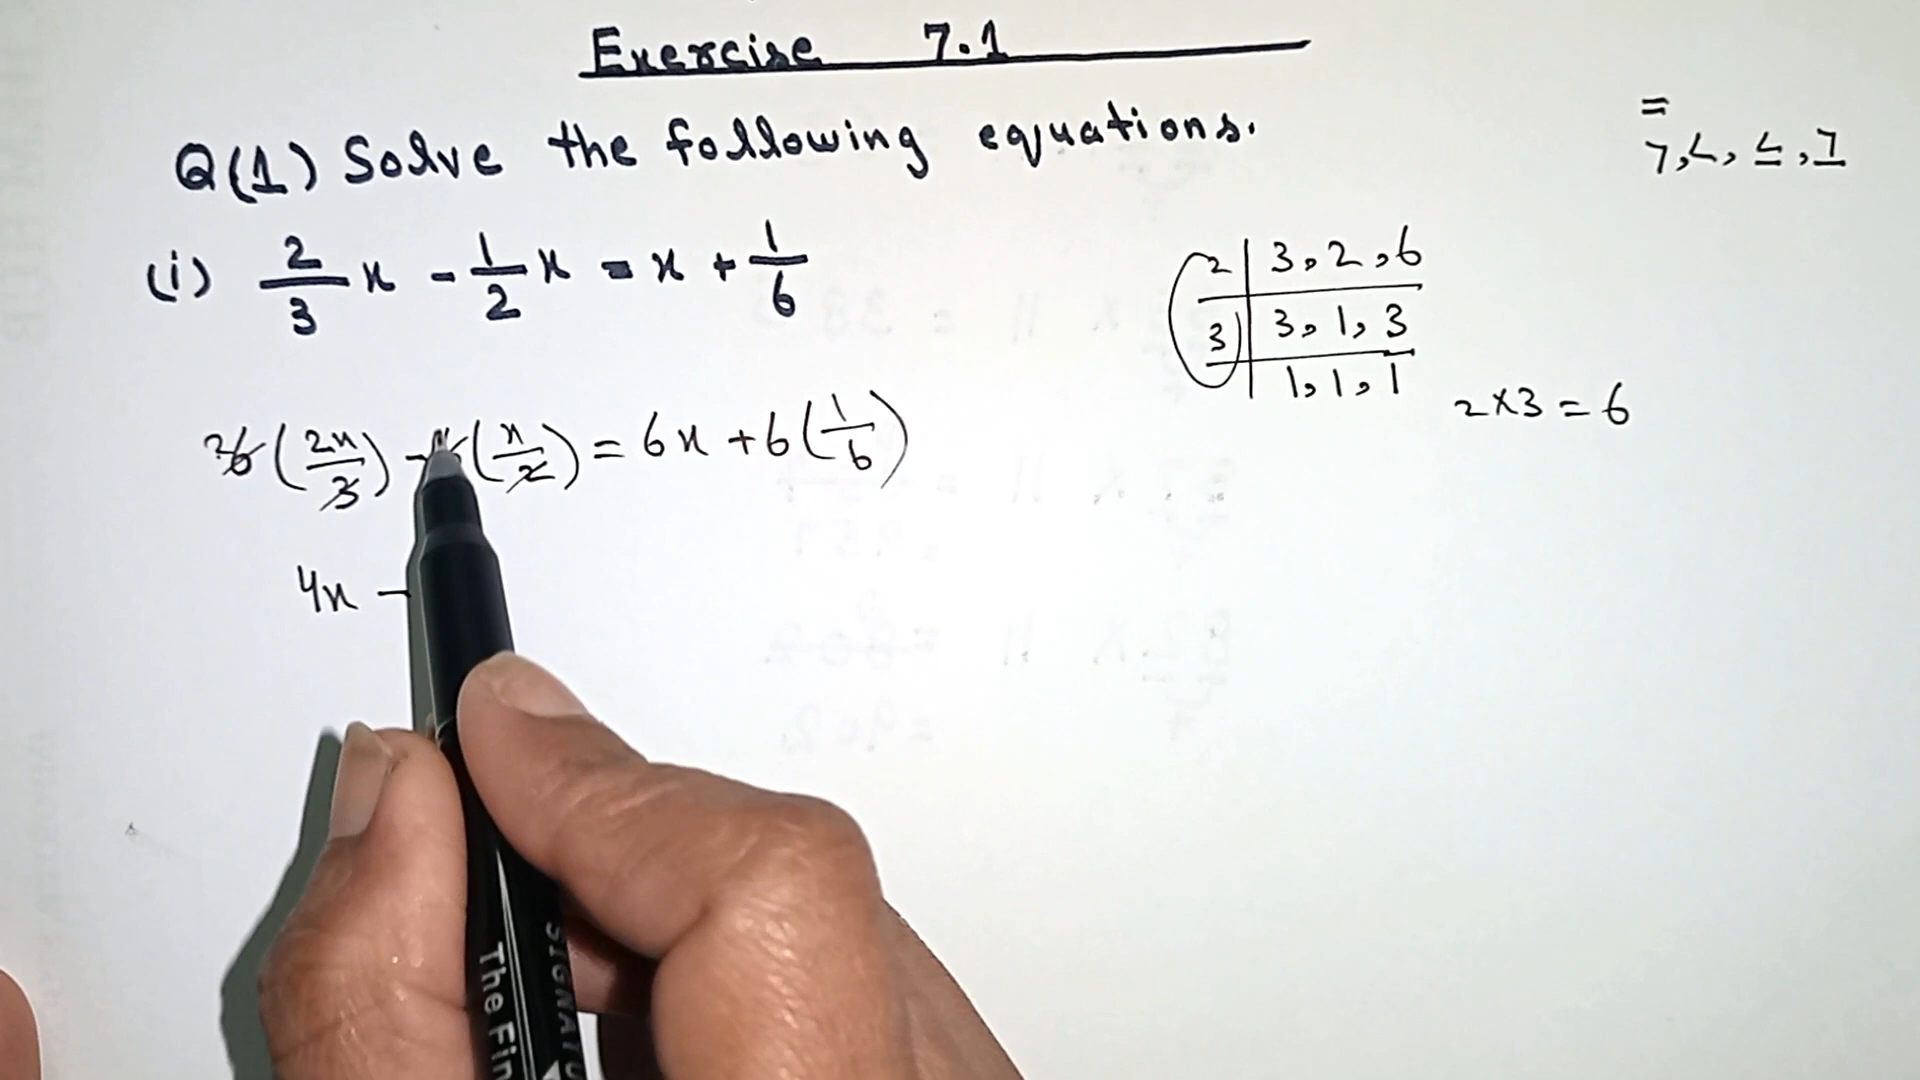 Exercise 7.1
Q(1) Solve the following equations.
=
>, <, ≤, ≥
(i) 2/3 x - 1/2 x = x + 1/6
2 | 3, 2, 6
3 | 3, 1, 3
1, 1, 1
2×3 = 6
2 6(2x/3) - (x/2) = 6x + 6(1/6)
4x -
The Fin
SIGNATU